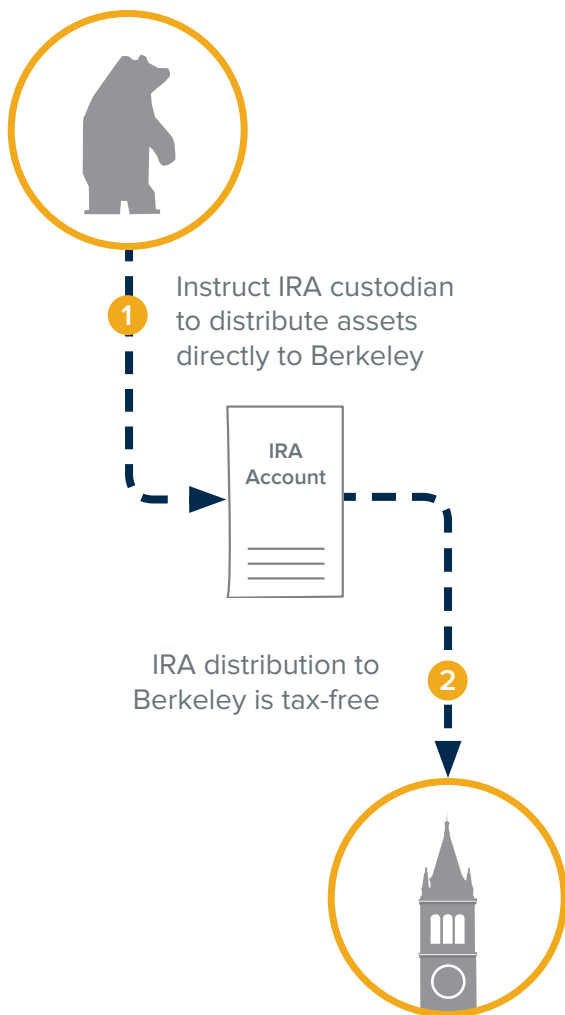 1
Instruct IRA custodian
to distribute assets
directly to Berkeley
IRA
Account
IRA distribution to
Berkeley is tax-free
2